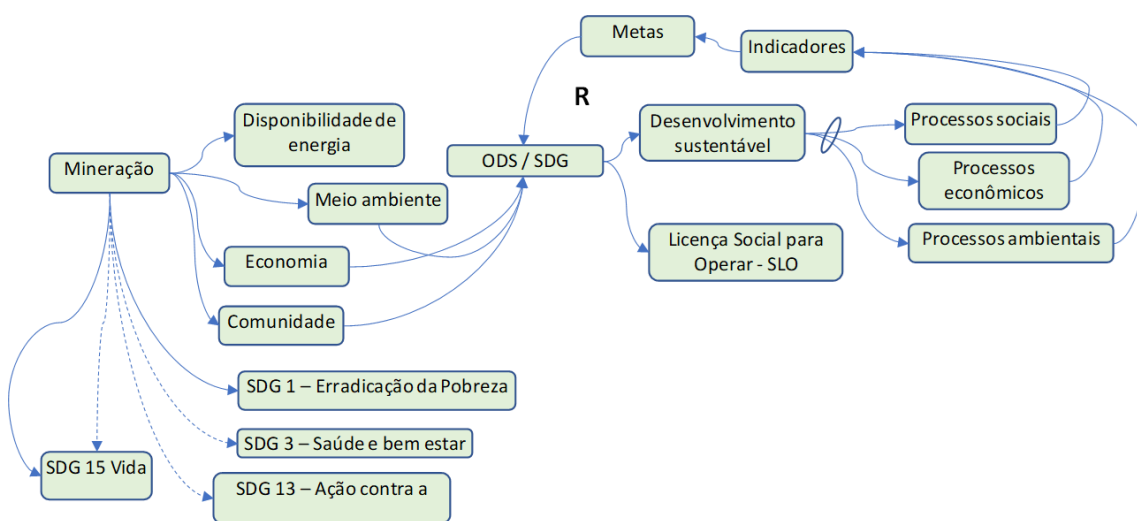 Metas
Indicadores
R
Disponibilidade de
energia
Desenvolvimento
sustentável
Processos sociais
Mineração
ODS / SDG
Processos
econômicos
Meio ambiente
Economia
Licença Social para
Operar - SLO
Processos ambientais
Comunidade
SDG 1 – Erradicação da Pobreza
SDG 3 – Saúde e bem estar
SDG 15 Vida
SDG 13 – Ação contra a